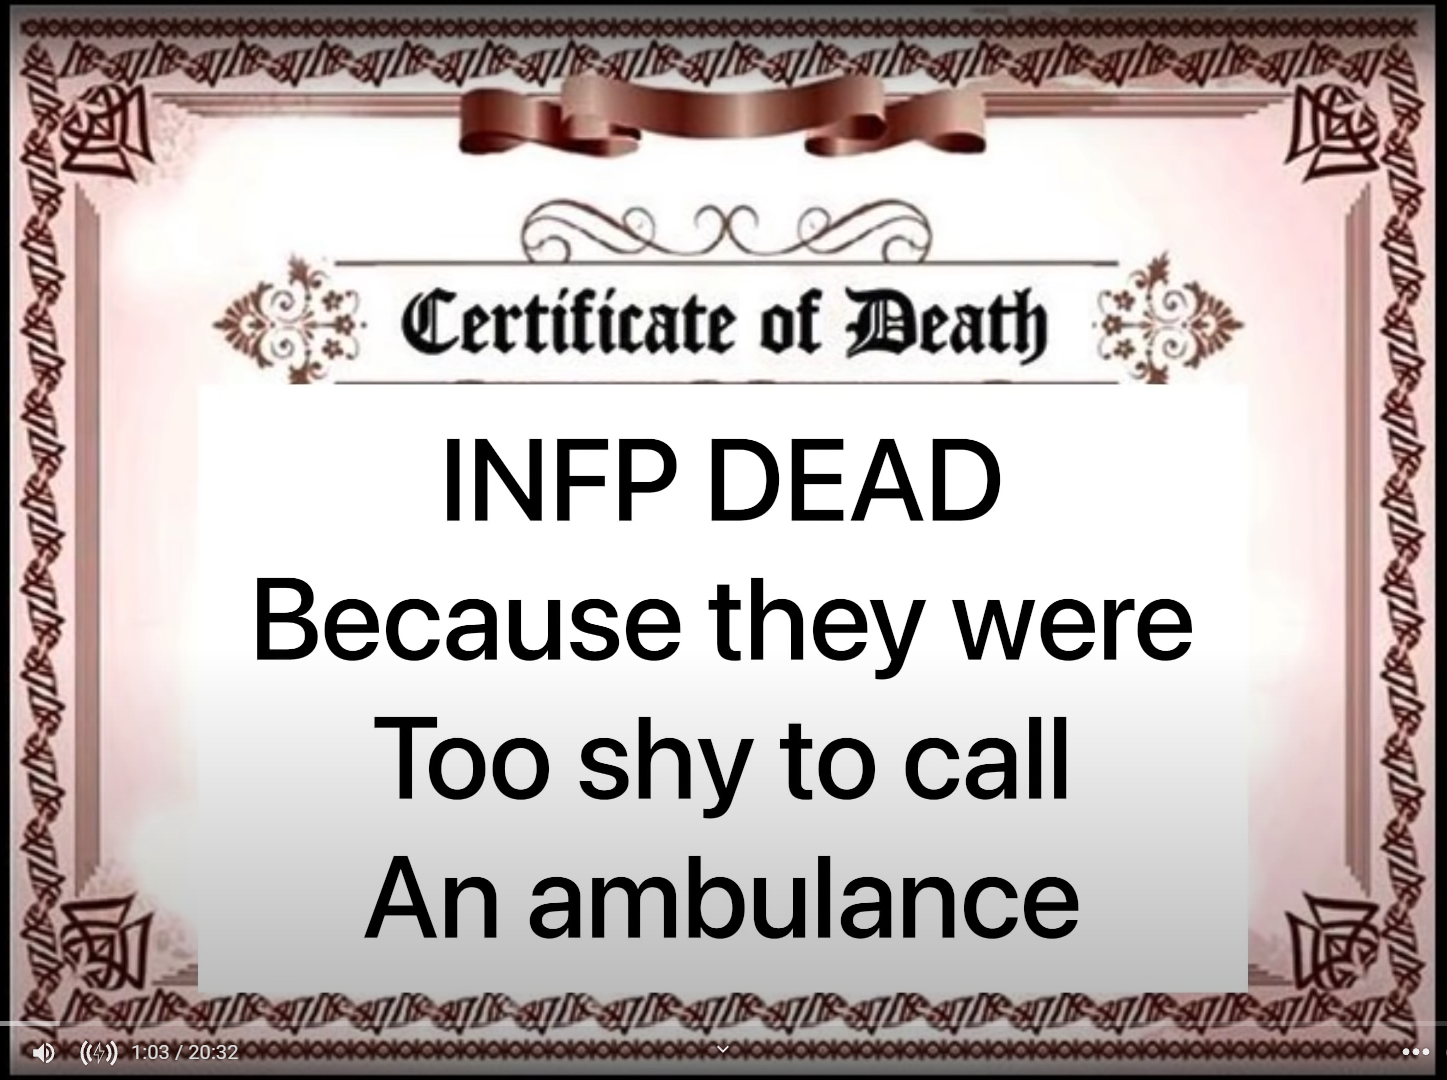 Certificate of Death
INFP DEAD
Because they were
Too shy to call
An ambulance
1:03 / 20:32